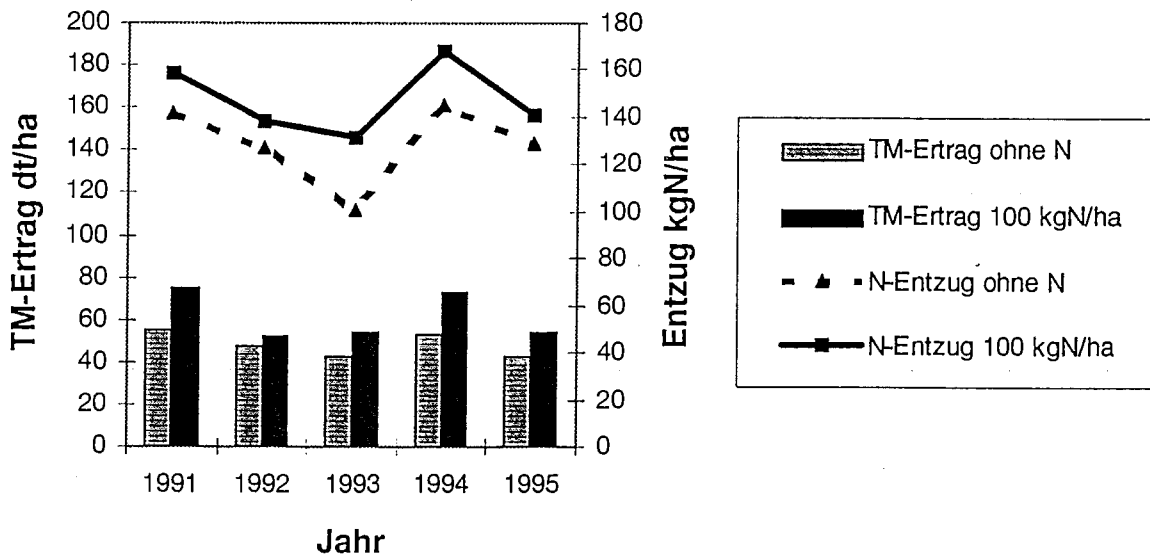 TM-Ertrag dt/ha
200
180
160
140
120
100
80
60
40
20
0
1991 1992 1993 1994 1995
Jahr
180
160
140
120
100
80
60
40
20
0
Entzug kgN/ha
TM-Ertrag ohne N
TM-Ertrag 100 kgN/ha
N-Entzug ohne N
N-Entzug 100 kgN/ha